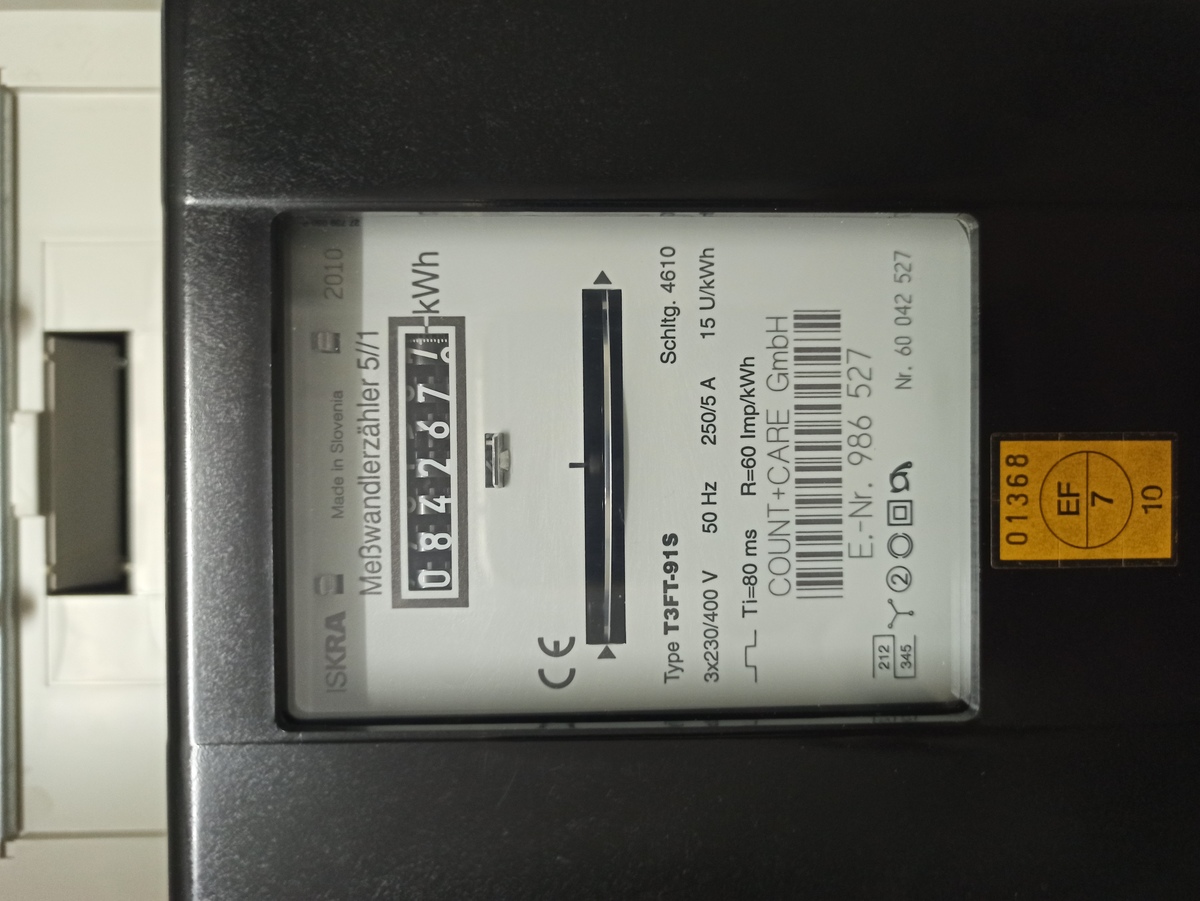 ISKRA Made in Slovenia 2010
Meßwandlerzähler 5//1
084267 kWh
CE
Type T3FT-91S Schltg. 4610
3x230/400 V 50 Hz 250/5 A 15 U/kWh
Ti=80 ms R=60 Imp/kWh
COUNT+CARE GmbH
E.-Nr. 986 527
212
345
2
Nr. 60 042 527
01368
EF
7
10